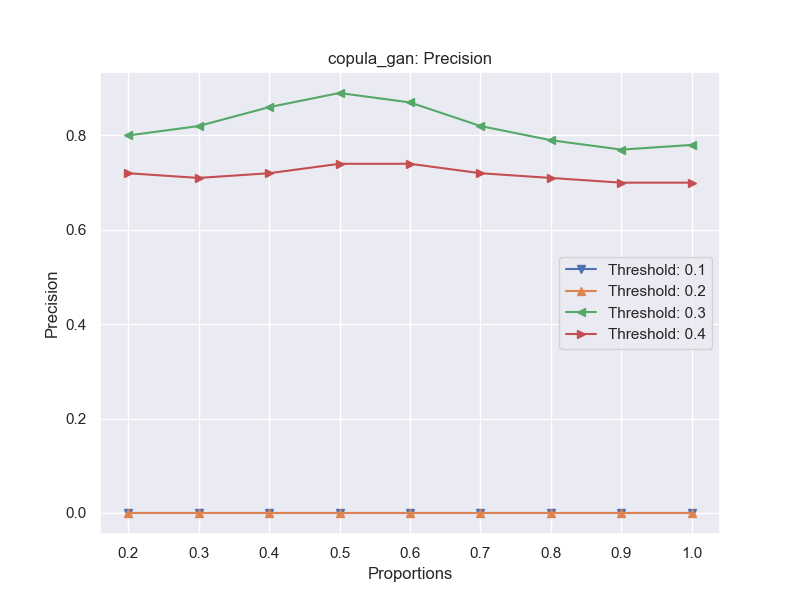 copula_gan: Precision
Precision
0.8
0.6
0.4
0.2
0.0
Threshold: 0.1
Threshold: 0.2
Threshold: 0.3
Threshold: 0.4
0.2 0.3 0.4 0.5 0.6 0.7 0.8 0.9 1.0
Proportions